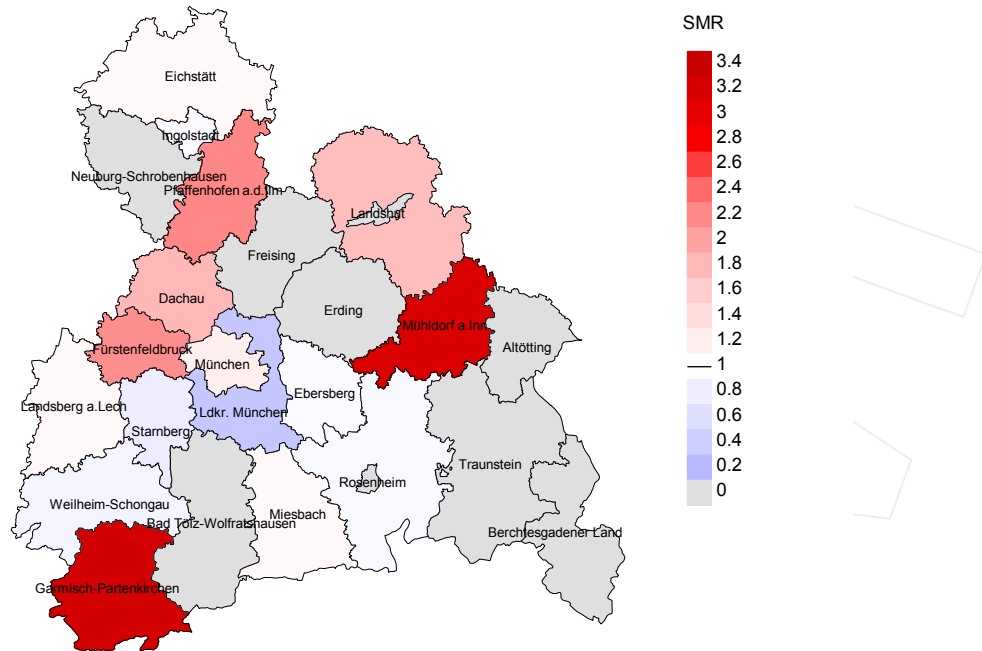 SMR
3.4
3.2
3
2.8
2.6
2.4
2.2
2
1.8
1.6
1.4
1.2
1
0.8
0.6
0.4
0.2
0
Eichstätt
Ingolstadt
Neuburg-Schrobenhausen
Pfaffenhofen a.d.Ilm
Landshut
Freising
Dachau
Erding
Mühldorf a.Inn
Fürstenfeldbruck
München
Altötting
Ebersberg
Landsberg a.Lech
Ldkr. München
Starnberg
Traunstein
Rosenheim
Weilheim-Schongau
Miesbach
Bad Tölz-Wolfratshausen
Berchtesgadener Land
Garmisch-Partenkirchen